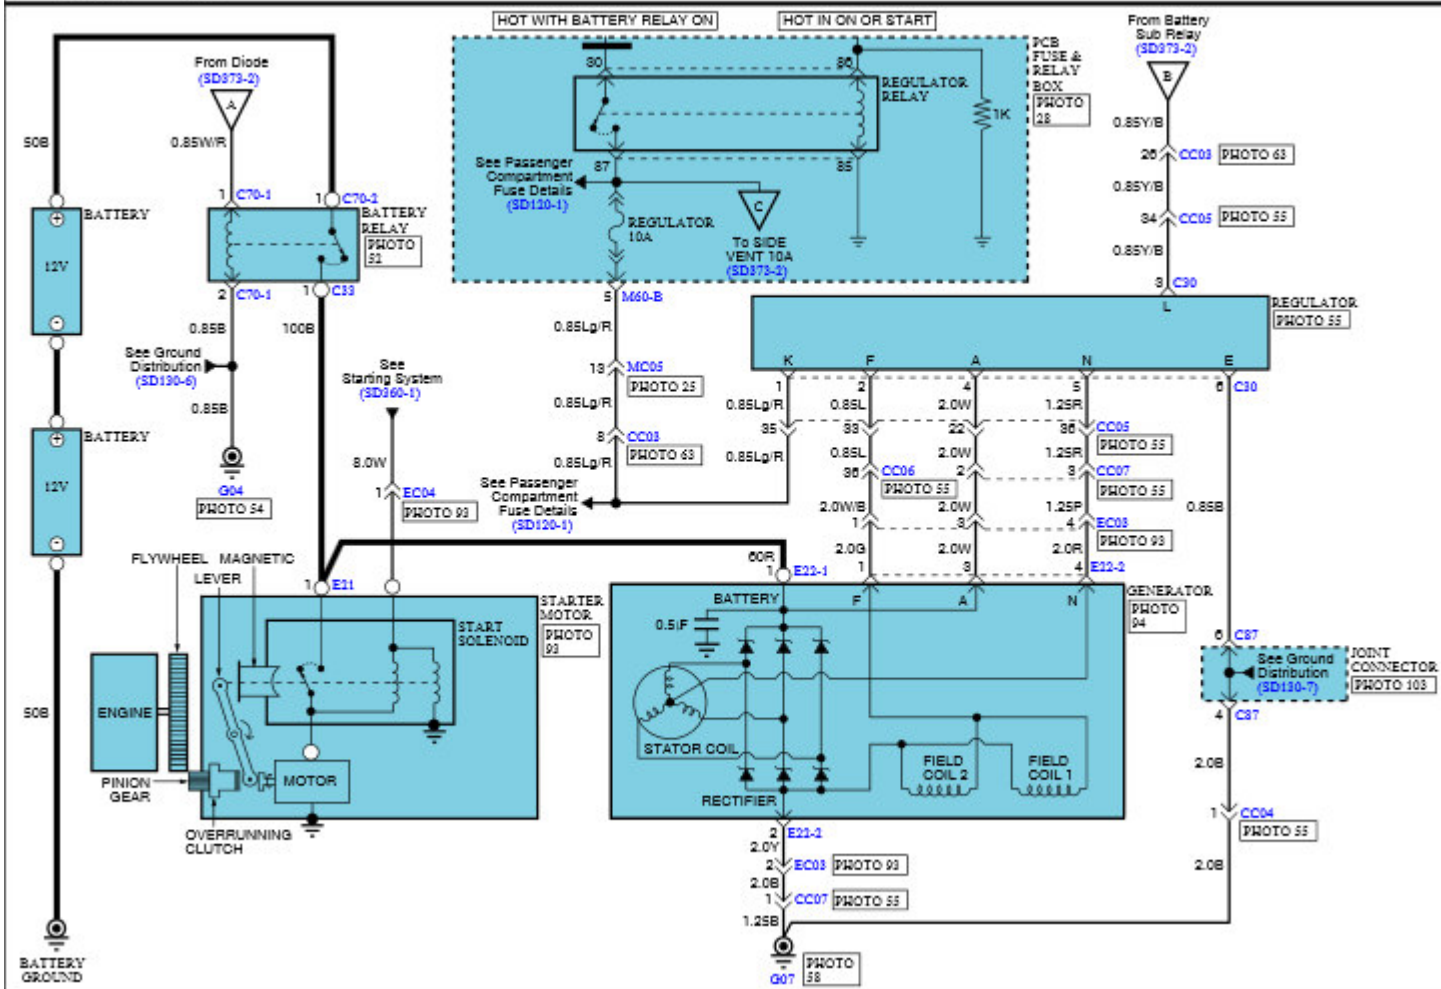 HOT WITH BATTERY RELAY ON
HOT IN ON OR START
From Battery
Sub Relay
(SD373-2)
B
From Diode
(SD373-2)
A
0.85W/R
50B
30
86
PCB
FUSE &
RELAY
BOX
PHOTO
28
REGULATOR
RELAY
1K
0.85Y/B
26 CC03 PHOTO 63
0.85Y/B
34 CC05 PHOTO 55
0.85Y/B
3 C30
See Passenger
Compartment
Fuse Details
(SD120-1)
87
85
REGULATOR
10A
C
To SIDE
VENT 10A
(SD373-2)
1 C70-1
1 C70-2
BATTERY
RELAY
PHOTO
52
BATTERY
+
12V
-
2 C70-1
1 C33
5 M60-B
0.85B
100B
0.85Lg/R
See Ground
Distribution
(SD130-6)
0.85B
See
Starting System
(SD360-1)
13 MC05
PHOTO 25
0.85Lg/R
8 CC03
PHOTO 63
0.85Lg/R
L
REGULATOR
PHOTO 55
K F A N E
1 2 4 5 6 C30
0.85Lg/R 0.85L 2.0W 1.25R
35 33 22 36 CC05
PHOTO 55
0.85Lg/R 0.85L 2.0W 1.25R
36 CC06
PHOTO 55
2 3 CC07
PHOTO 55
2.0W/B 2.0W 1.25P
0.85B
1 3 4 EC03
PHOTO 93
2.0G 2.0W 2.0R
1 3 4 E22-2
BATTERY
+
12V
-
G04
PHOTO 54
8.0W
1 EC04
PHOTO 93
See Passenger
Compartment
Fuse Details
(SD120-1)
60R
1 E22-1
FLYWHEEL MAGNETIC
LEVER
1 E21
STARTER
MOTOR
PHOTO
93
START
SOLENOID
ENGINE
PINION
GEAR
MOTOR
OVERRUNNING
CLUTCH
50B
BATTERY
GROUND
BATTERY
F A N
GENERATOR
PHOTO
94
STATOR COIL
FIELD
COIL 2
FIELD
COIL 1
RECTIFIER
6 C87
See Ground
Distribution
(SD130-7)
JOINT
CONNECTOR
PHOTO 103
4 C87
2.0B
1 CC04
PHOTO 55
2.0B
2 E22-2
2.0Y
2 EC03 PHOTO 93
2.0B
1 CC07 PHOTO 55
1.25B
G07
PHOTO
58